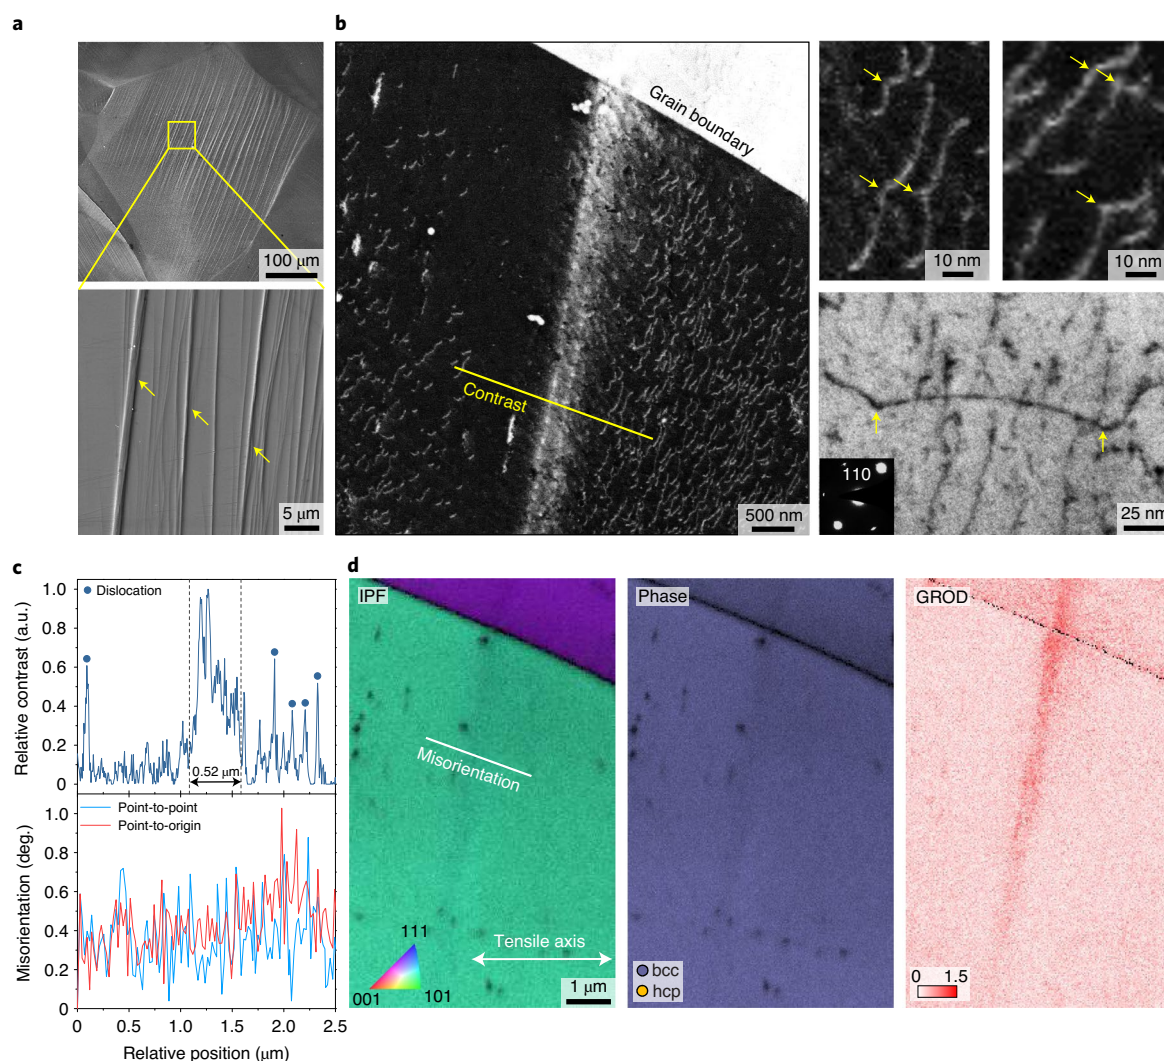 a
100 μm
5 μm
b
Grain boundary
Contrast
500 nm
10 nm
10 nm
1̄10
25 nm
c
Dislocation
1.0
0.8
0.6
0.4
0.2
0
Relative contrast (a.u.)
0.52 μm
Point-to-point
Point-to-origin
1.0
0.8
0.6
0.4
0.2
0
Misorientation (deg.)
0 0.5 1.0 1.5 2.0 2.5
Relative position (μm)
d
IPF
Misorientation
111
001
101
Tensile axis
1 μm
Phase
bcc
hcp
GROD
0 1.5